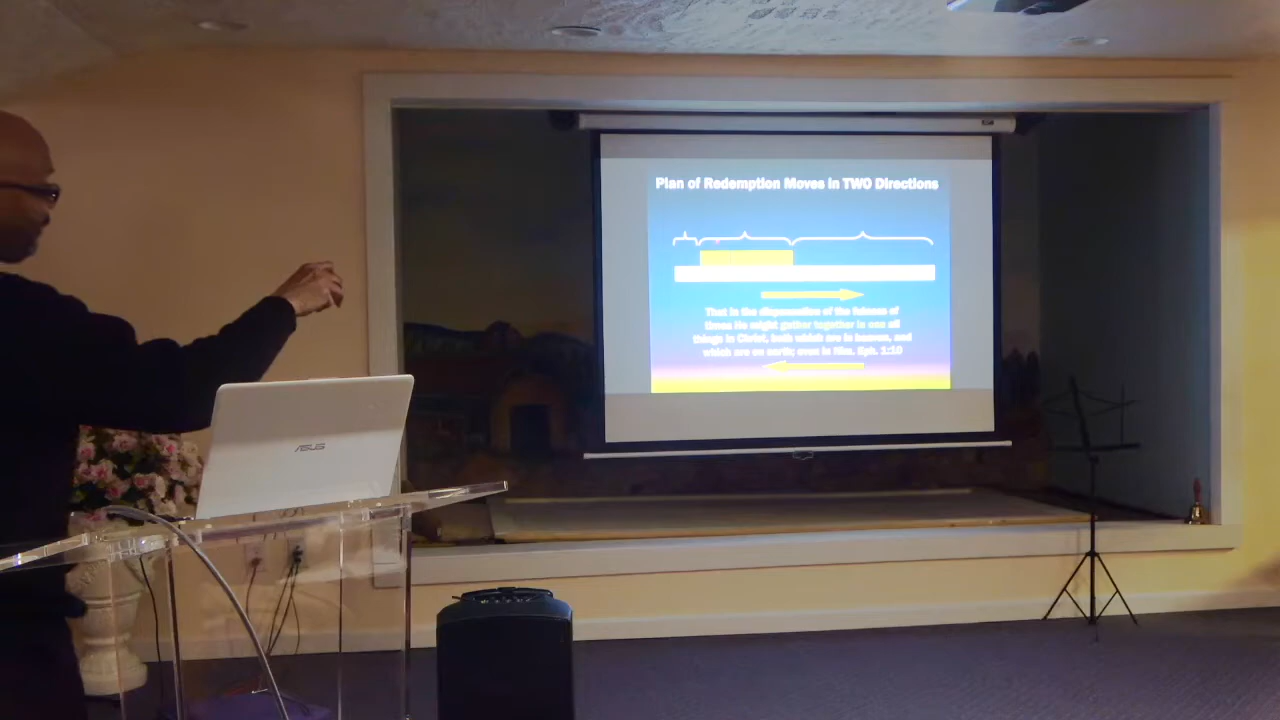 Plan of Redemption Moves in TWO Directions
That in the dispensation of the fulness of
times He might gather together in one all
things in Christ, both which are in heaven, and
which are on earth; even in Him. Eph. 1:10
ASUS